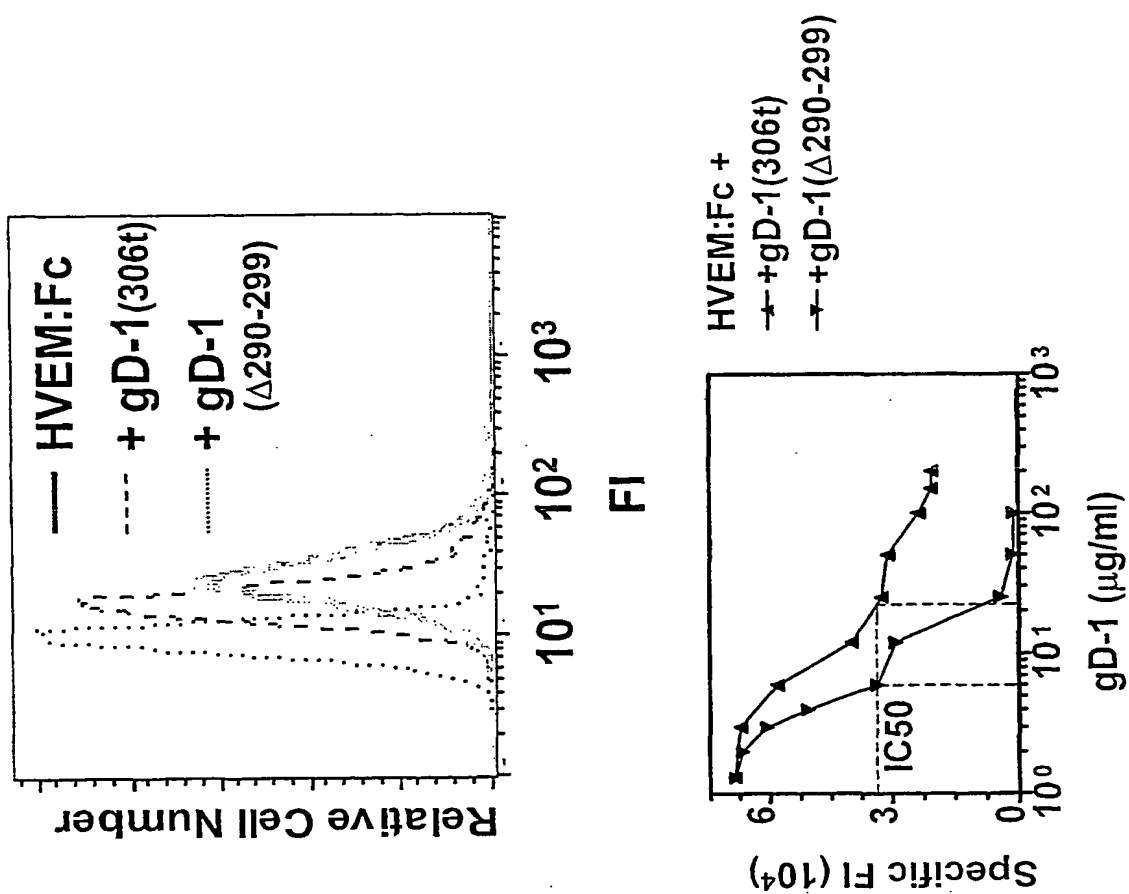 Relative Cell Number
HVEM:Fc
+ gD-1(306t)
+ gD-1
(Δ290-299)
10¹
10²
10³
FI
Specific FI (10⁴)
6
3
0
IC50
10⁰
10¹
10²
10³
gD-1 (μg/ml)
HVEM:Fc +
+gD-1(306t)
+gD-1(Δ290-299)